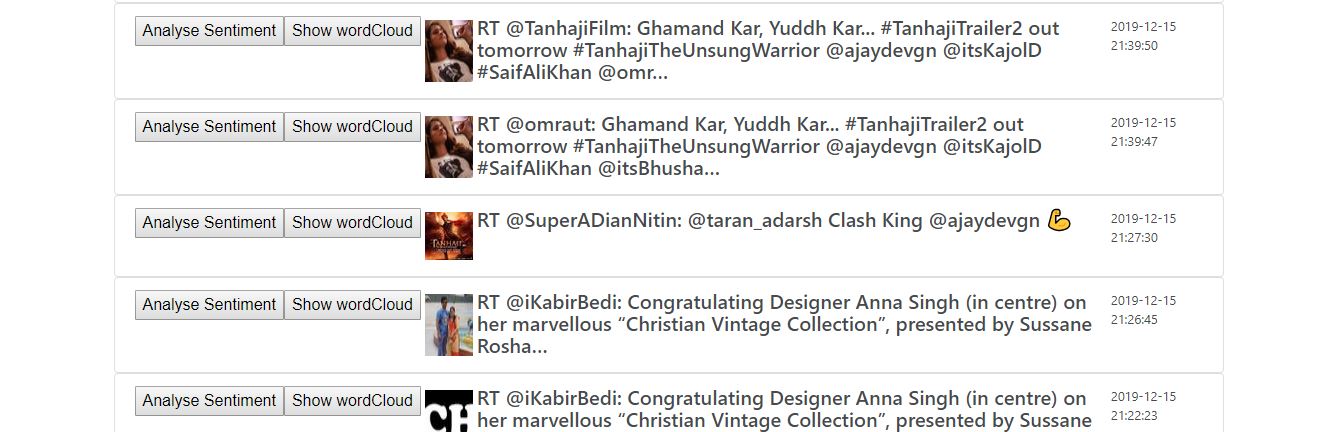 Analyse Sentiment Show wordCloud RT @TanhajiFilm: Ghamand Kar, Yuddh Kar... #TanhajiTrailer2 out 2019-12-15
tomorrow #TanhajiTheUnsungWarrior @ajaydevgn @itsKajolD 21:39:50
#SaifAliKhan @omr...
Analyse Sentiment Show wordCloud RT @omraut: Ghamand Kar, Yuddh Kar... #TanhajiTrailer2 out 2019-12-15
tomorrow #TanhajiTheUnsungWarrior @ajaydevgn @itsKajolD 21:39:47
#SaifAliKhan @itsBhusha...
Analyse Sentiment Show wordCloud TANHAJI RT @SuperADianNitin: @taran_adarsh Clash King @ajaydevgn 💪 2019-12-15
21:27:30
Analyse Sentiment Show wordCloud RT @iKabirBedi: Congratulating Designer Anna Singh (in centre) on 2019-12-15
her marvellous “Christian Vintage Collection”, presented by Sussane 21:26:45
Rosha...
Analyse Sentiment Show wordCloud CH RT @iKabirBedi: Congratulating Designer Anna Singh (in centre) on 2019-12-15
her marvellous “Christian Vintage Collection”, presented by Sussane 21:22:23